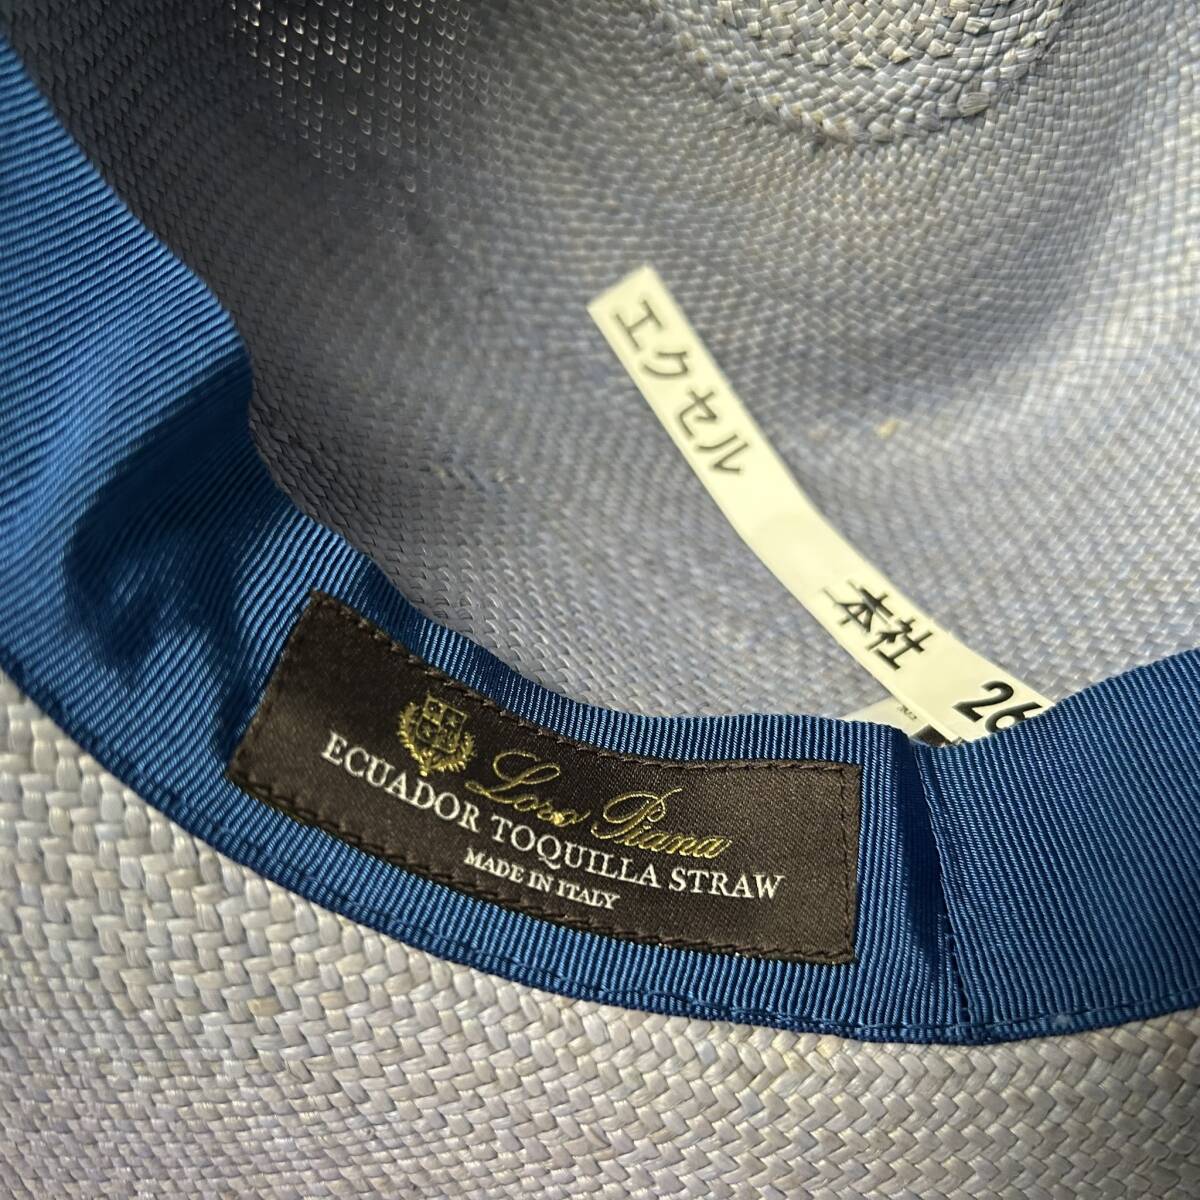 エクセル 本社 26
Loro Piana
ECUADOR TOQUILLA STRAW
MADE IN ITALY